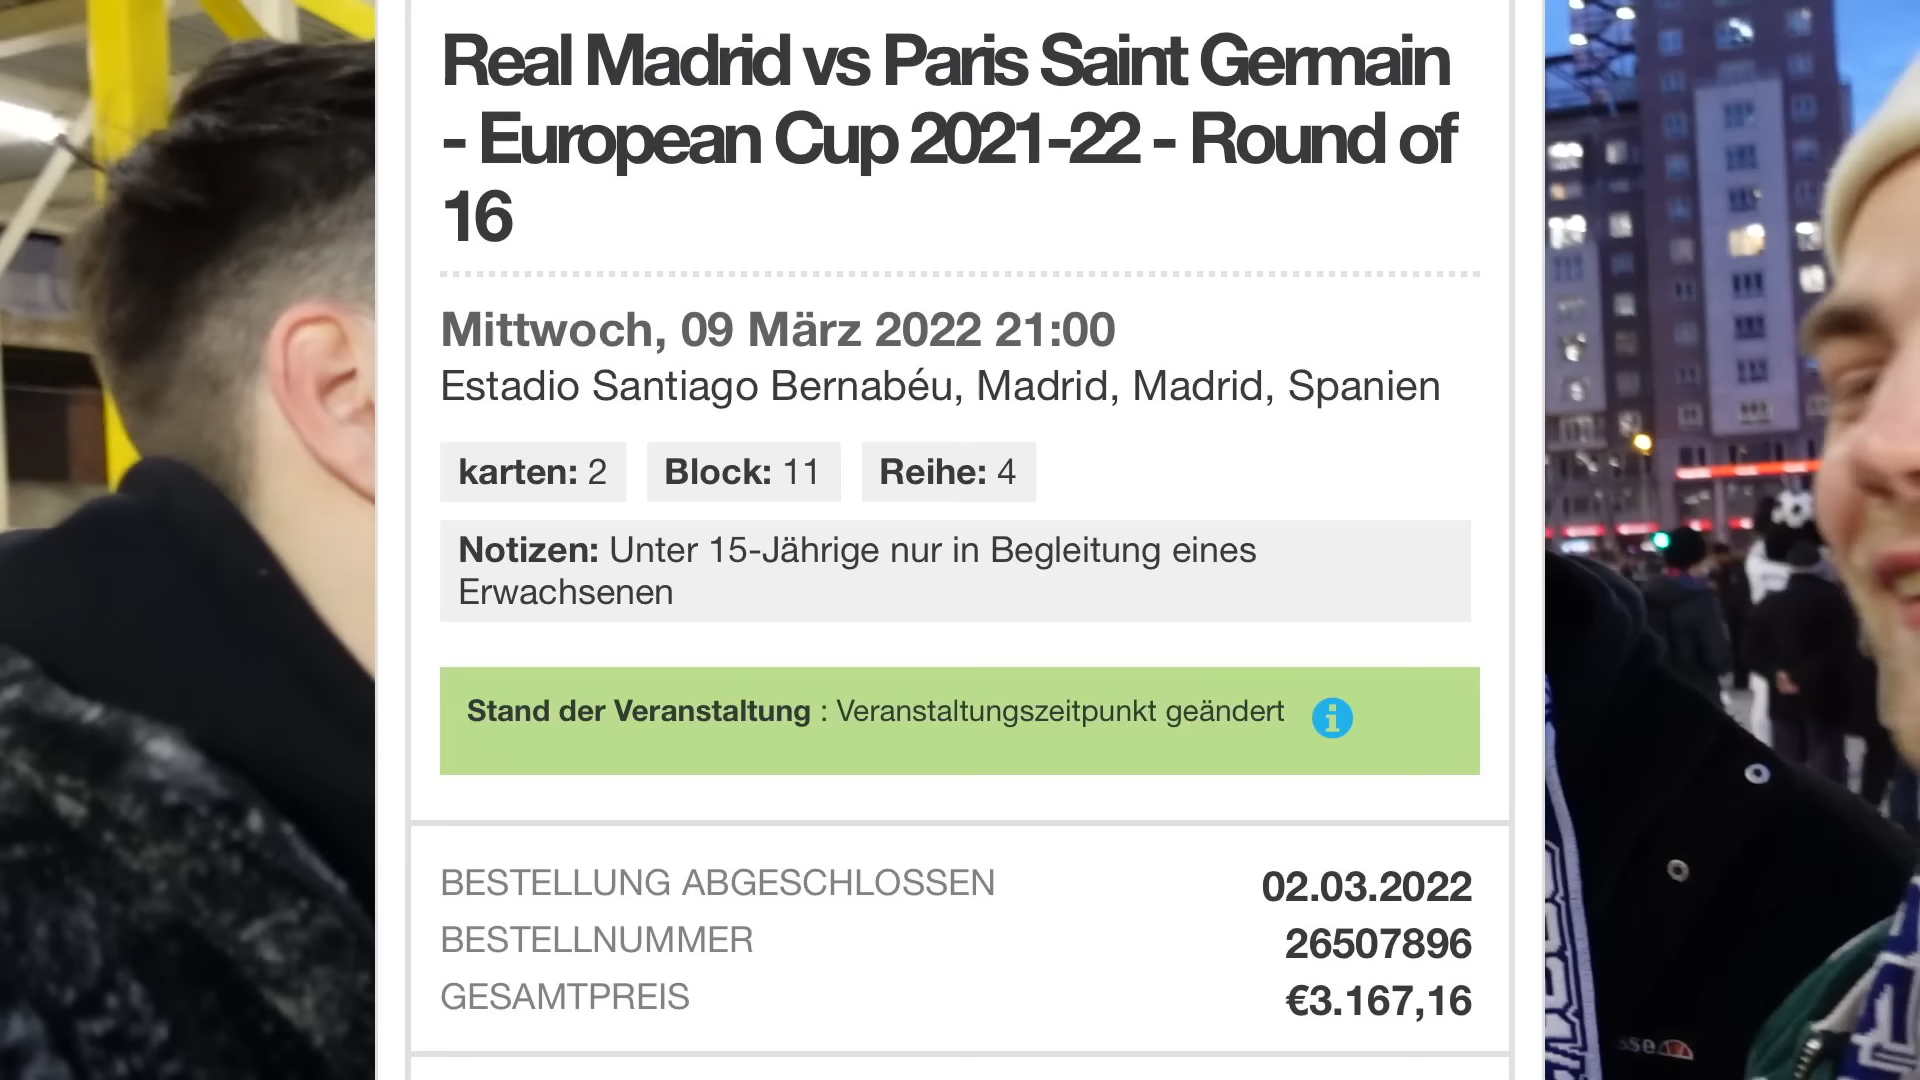 Real Madrid vs Paris Saint Germain
- European Cup 2021-22 - Round of
16
Mittwoch, 09 März 2022 21:00
Estadio Santiago Bernabéu, Madrid, Madrid, Spanien
karten: 2 Block: 11 Reihe: 4
Notizen: Unter 15-Jährige nur in Begleitung eines
Erwachsenen
Stand der Veranstaltung : Veranstaltungszeitpunkt geändert
BESTELLUNG ABGESCHLOSSEN 02.03.2022
BESTELLNUMMER 26507896
GESAMTPREIS €3.167,16